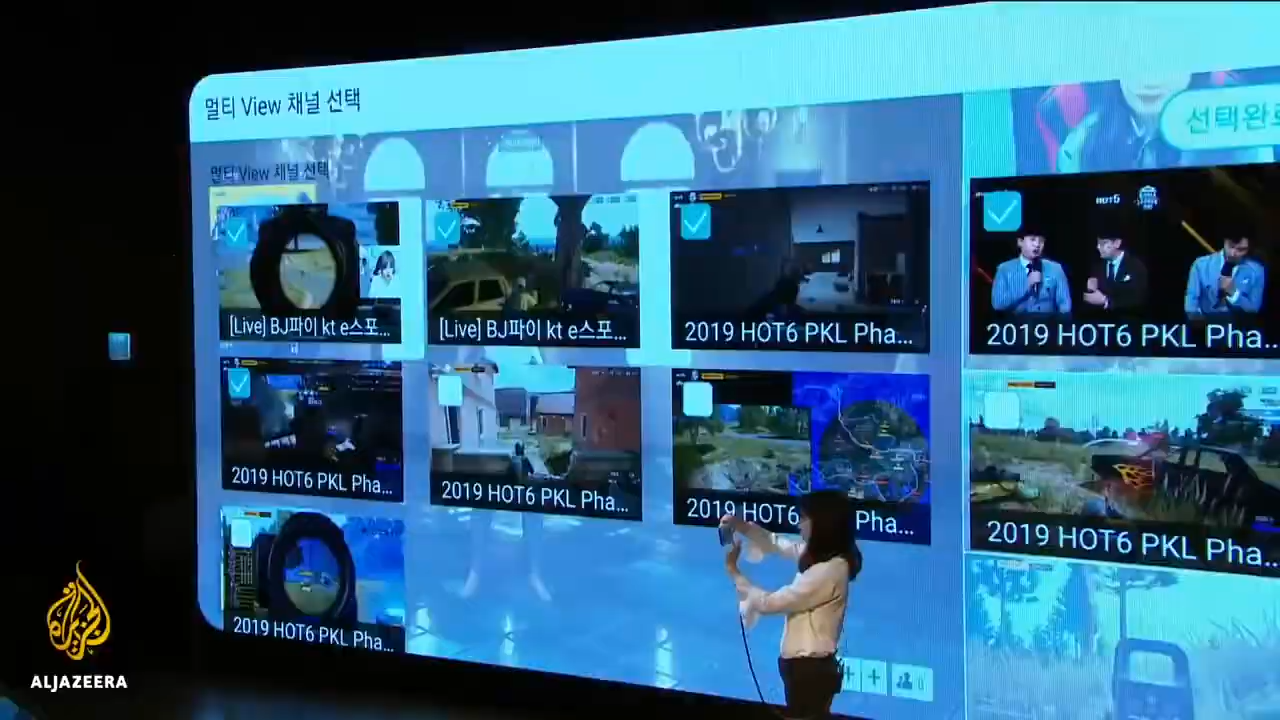 멀티 View 채널 선택
선택완료
멀티 View 채널 선택
[Live] BJ파이 kt e스포...
[Live] BJ파이 kt e스포...
2019 HOT6 PKL Pha...
HOT6
2019 HOT6 PKL Pha...
2019 HOT6 PKL Pha...
2019 HOT6 PKL Pha...
2019 HOT6 Pha...
2019 HOT6 PKL Pha...
2019 HOT6 PKL Pha...
ALJAZEERA